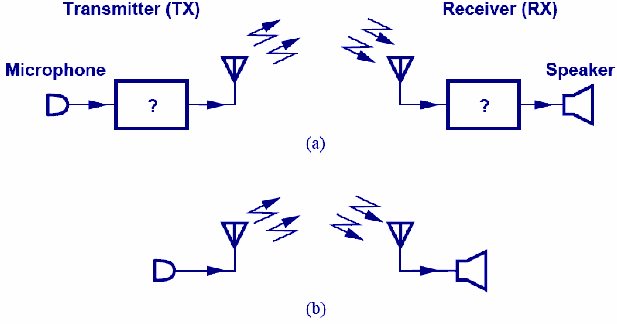 Transmitter (TX)
Receiver (RX)
Microphone
Speaker
?
?
(a)
(b)